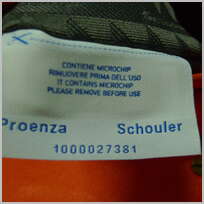 CONTIENE MICROCHIP
RIMUOVERE PRIMA DELL'USO
IT CONTAINS MICROCHIP
PLEASE REMOVE BEFORE USE
Proenza Schouler
1000027381